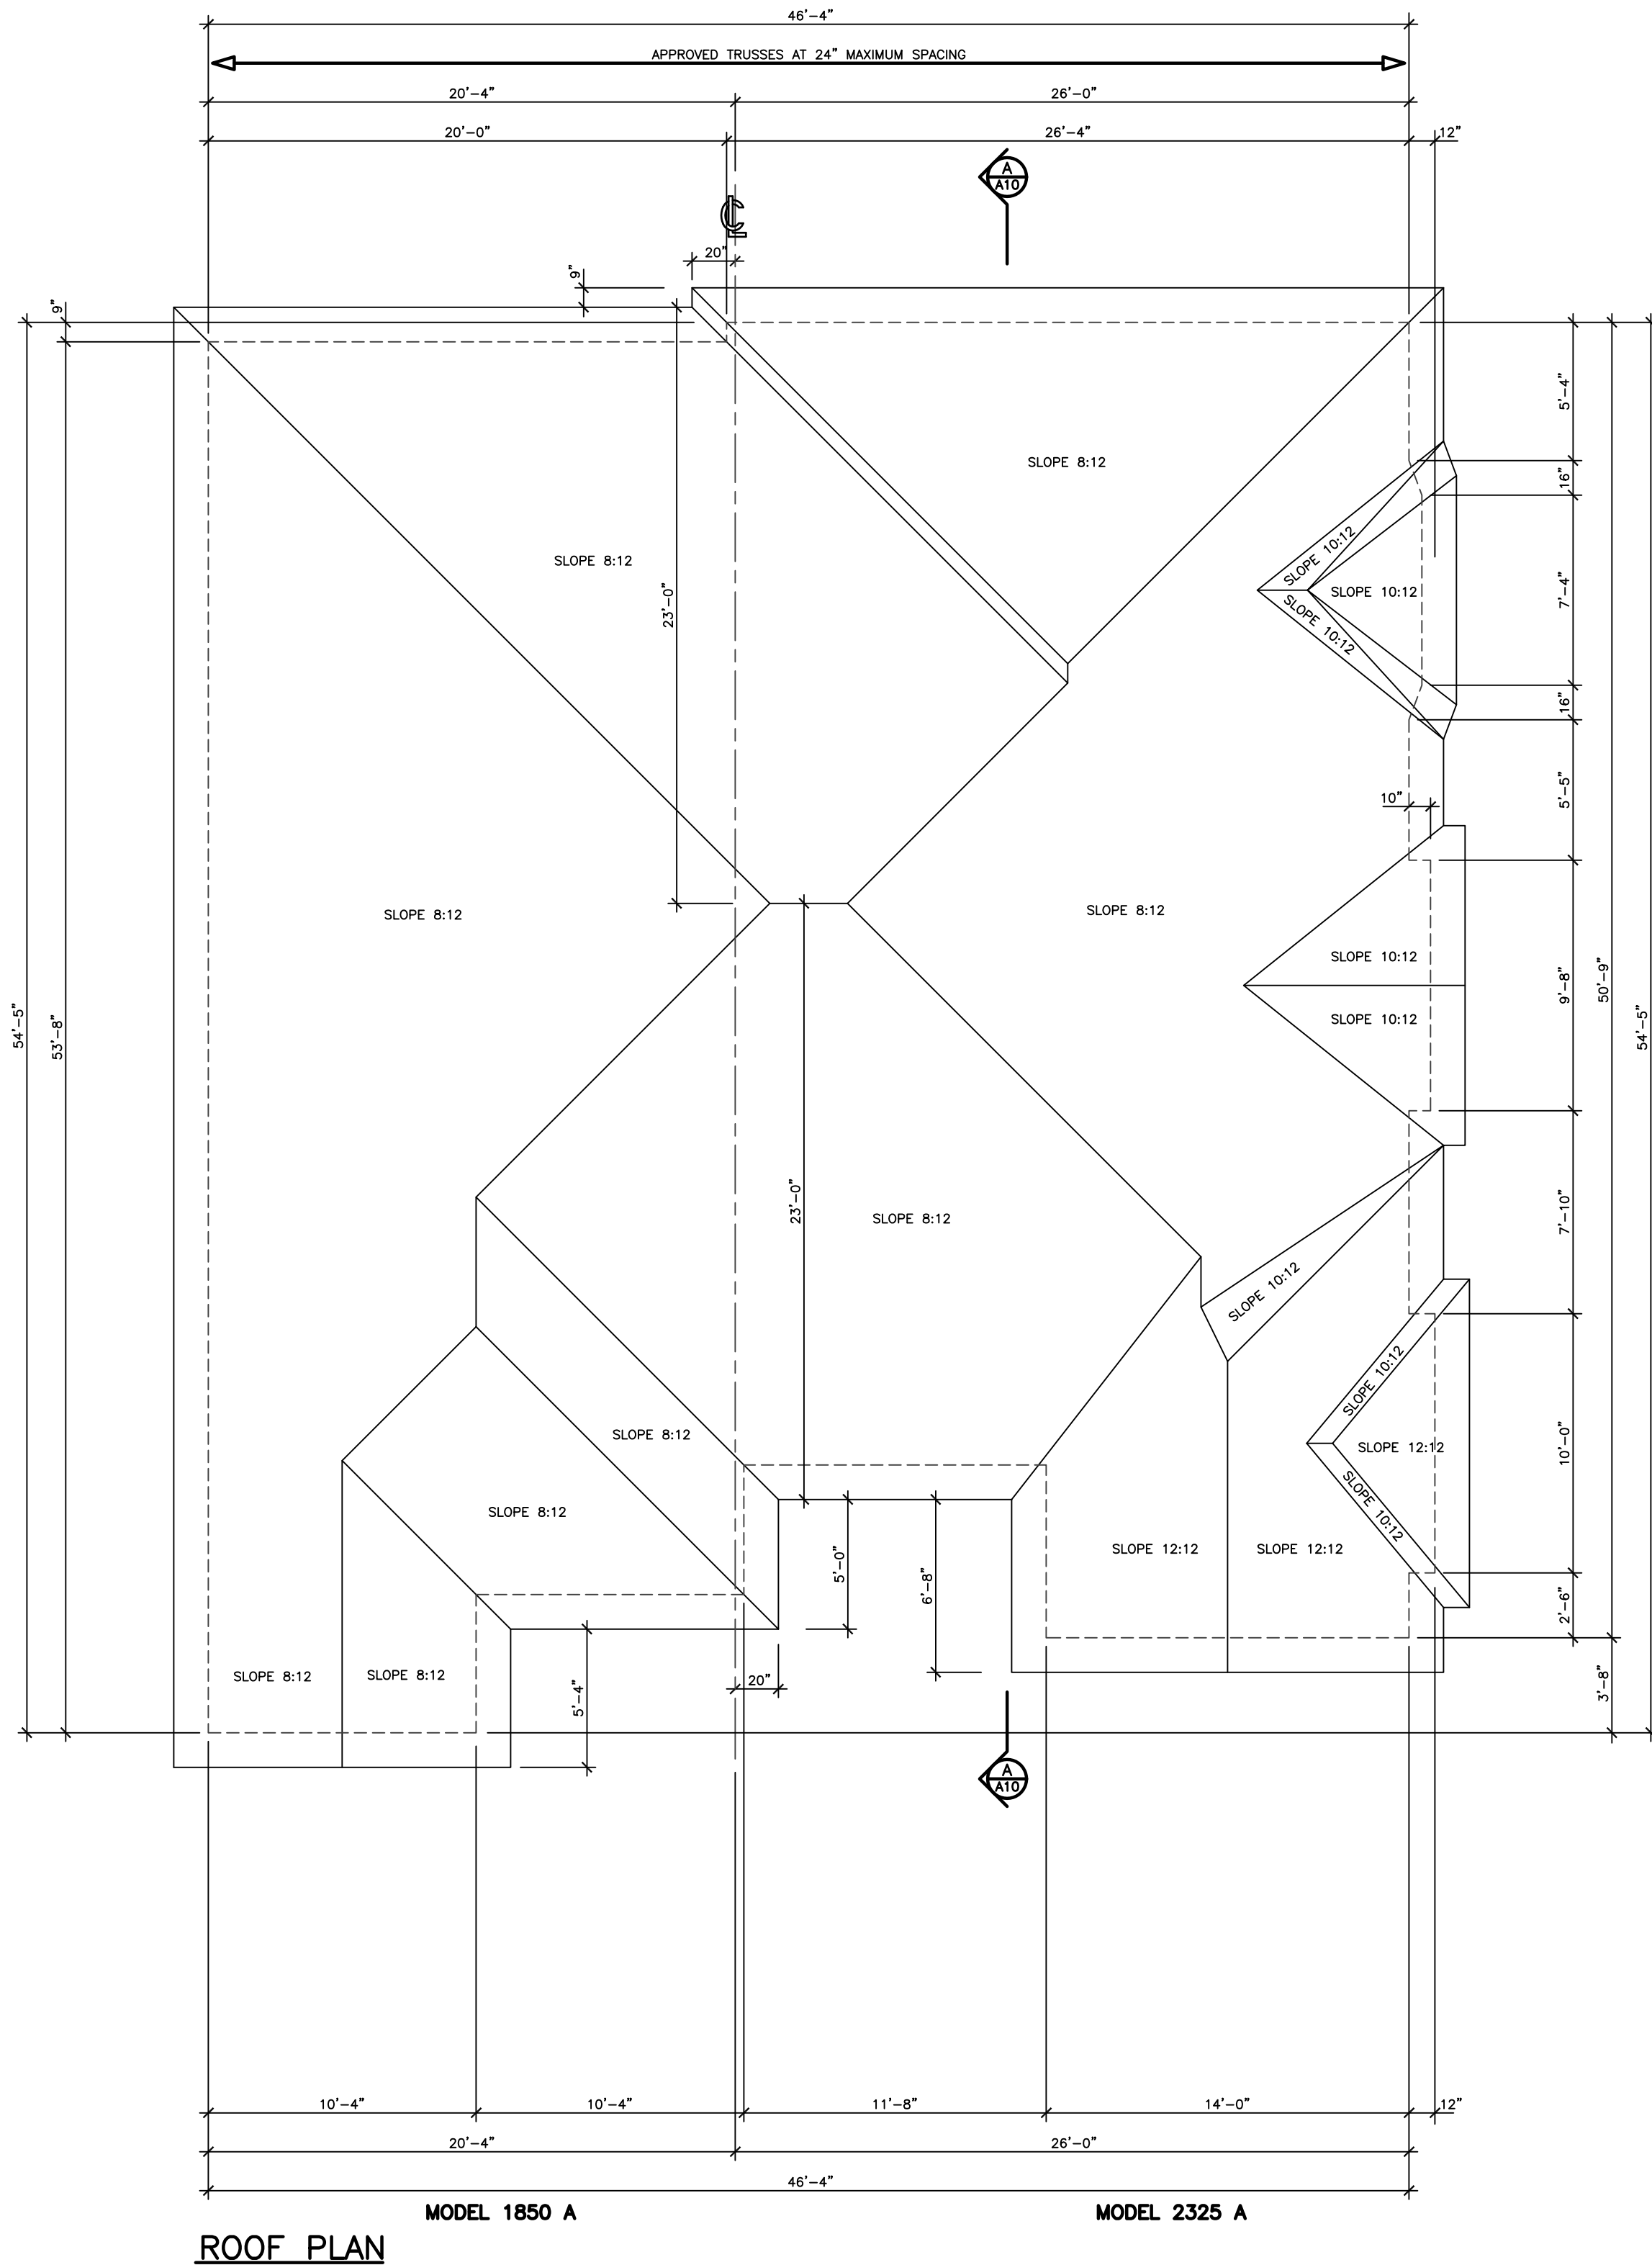 46'-4"
APPROVED TRUSSES AT 24" MAXIMUM SPACING
20'-4"
26'-0"
20'-0"
26'-4"
12"
A
A10
CL
20"
9"
9"
5'-4"
SLOPE 8:12
16"
SLOPE 10:12
SLOPE 8:12
SLOPE 10:12
7'-4"
23'-0"
SLOPE 10:12
16"
5'-5"
10"
SLOPE 8:12
SLOPE 8:12
SLOPE 10:12
50'-9"
9'-8"
54'-5"
53'-8"
SLOPE 10:12
54'-5"
23'-0"
SLOPE 8:12
7'-10"
SLOPE 10:12
SLOPE 10:12
SLOPE 8:12
SLOPE 12:12
10'-0"
SLOPE 8:12
SLOPE 10:12
5'-0"
SLOPE 12:12
SLOPE 12:12
6'-8"
2'-6"
SLOPE 8:12
SLOPE 8:12
20"
5'-4"
3'-8"
A
A10
10'-4"
10'-4"
11'-8"
14'-0"
12"
20'-4"
26'-0"
46'-4"
MODEL 1850 A
MODEL 2325 A
ROOF PLAN